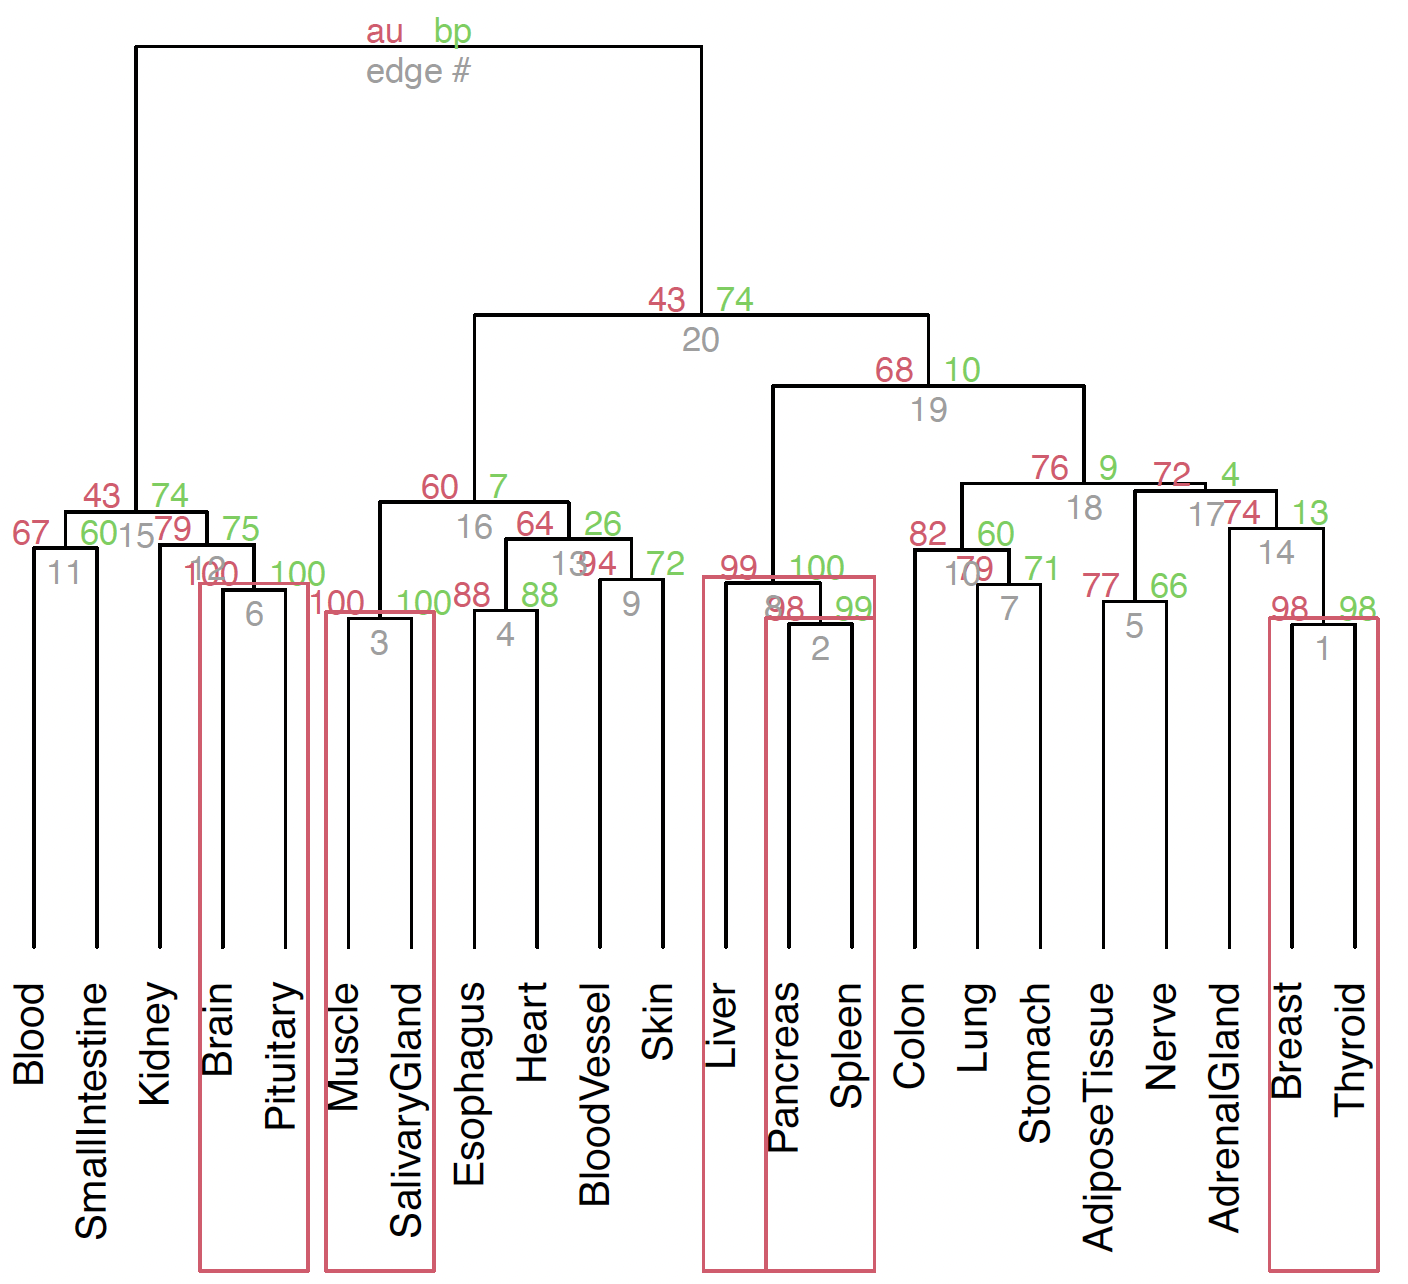 au bp
edge #
43 74
20
68 10
19
76 9
18
72 4
17
60 7
16
43 74
15
74 13
14
64 26
13
79 75
12
67 60
11
82 60
10
94 72
9
99 100
8
79 71
7
100 100
6
77 66
5
88 88
4
100 100
3
98 99
2
98 98
1
Blood
SmallIntestine
Kidney
Brain
Pituitary
Muscle
SalivaryGland
Esophagus
Heart
BloodVessel
Skin
Liver
Pancreas
Spleen
Colon
Lung
Stomach
AdiposeTissue
Nerve
AdrenalGland
Breast
Thyroid